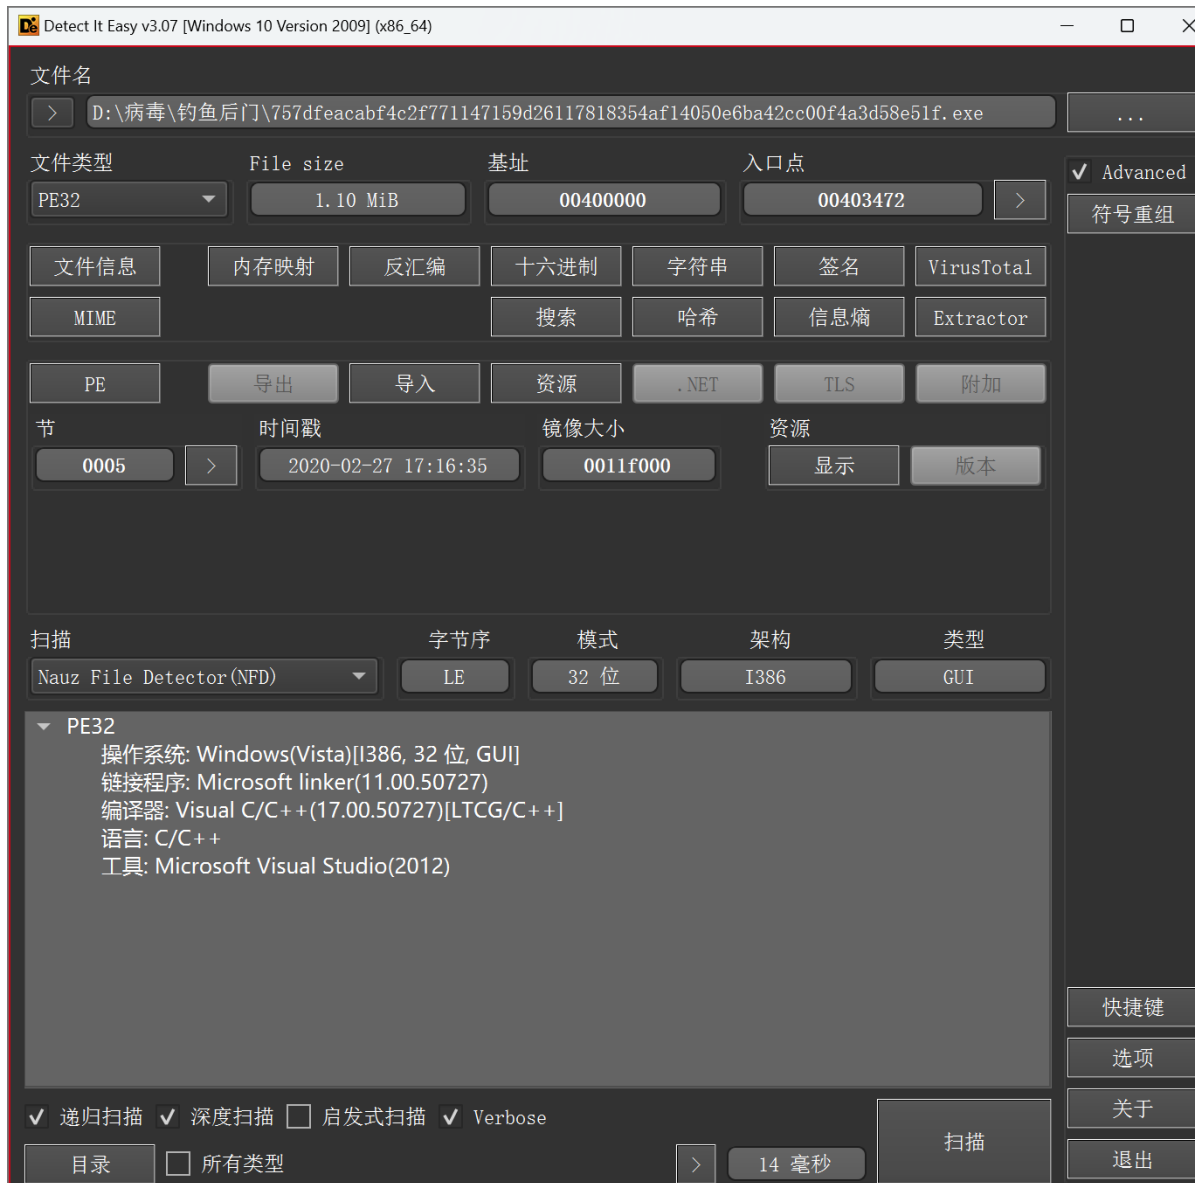 Detect It Easy v3.07 [Windows 10 Version 2009] (x86_64)
文件名
> D:\病毒\钓鱼后门\757dfeacabf4c2f771147159d26117818354af14050e6ba42cc00f4a3d58e51f.exe ...
文件类型 File size 基址 入口点 Advanced
PE32 1.10 MiB 00400000 00403472 > 符号重组
文件信息 内存映射 反汇编 十六进制 字符串 签名 VirusTotal
MIME 搜索 哈希 信息熵 Extractor
PE 导出 导入 资源 .NET TLS 附加
节 时间戳 镜像大小 资源
0005 > 2020-02-27 17:16:35 0011f000 显示 版本
扫描 字节序 模式 架构 类型
Nauz File Detector(NFD) LE 32 位 I386 GUI
PE32
操作系统: Windows(Vista)[I386, 32 位, GUI]
链接程序: Microsoft linker(11.00.50727)
编译器: Visual C/C++(17.00.50727)[LTCG/C++]
语言: C/C++
工具: Microsoft Visual Studio(2012)
快捷键
选项
关于
退出
递归扫描 深度扫描 启发式扫描 Verbose
目录 所有类型 > 14 毫秒 扫描